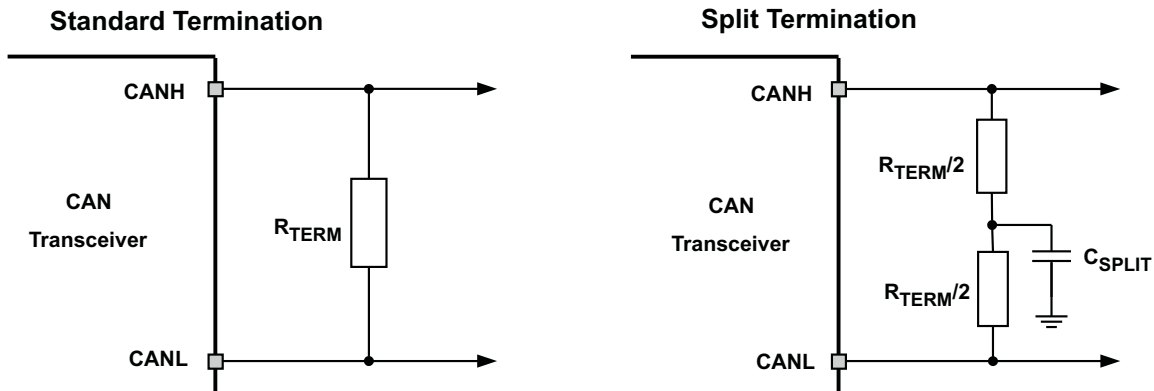 Standard Termination
CANH
CAN
Transceiver
RTERM
CANL
Split Termination
CANH
RTERM/2
CAN
Transceiver
CSPLIT
RTERM/2
CANL